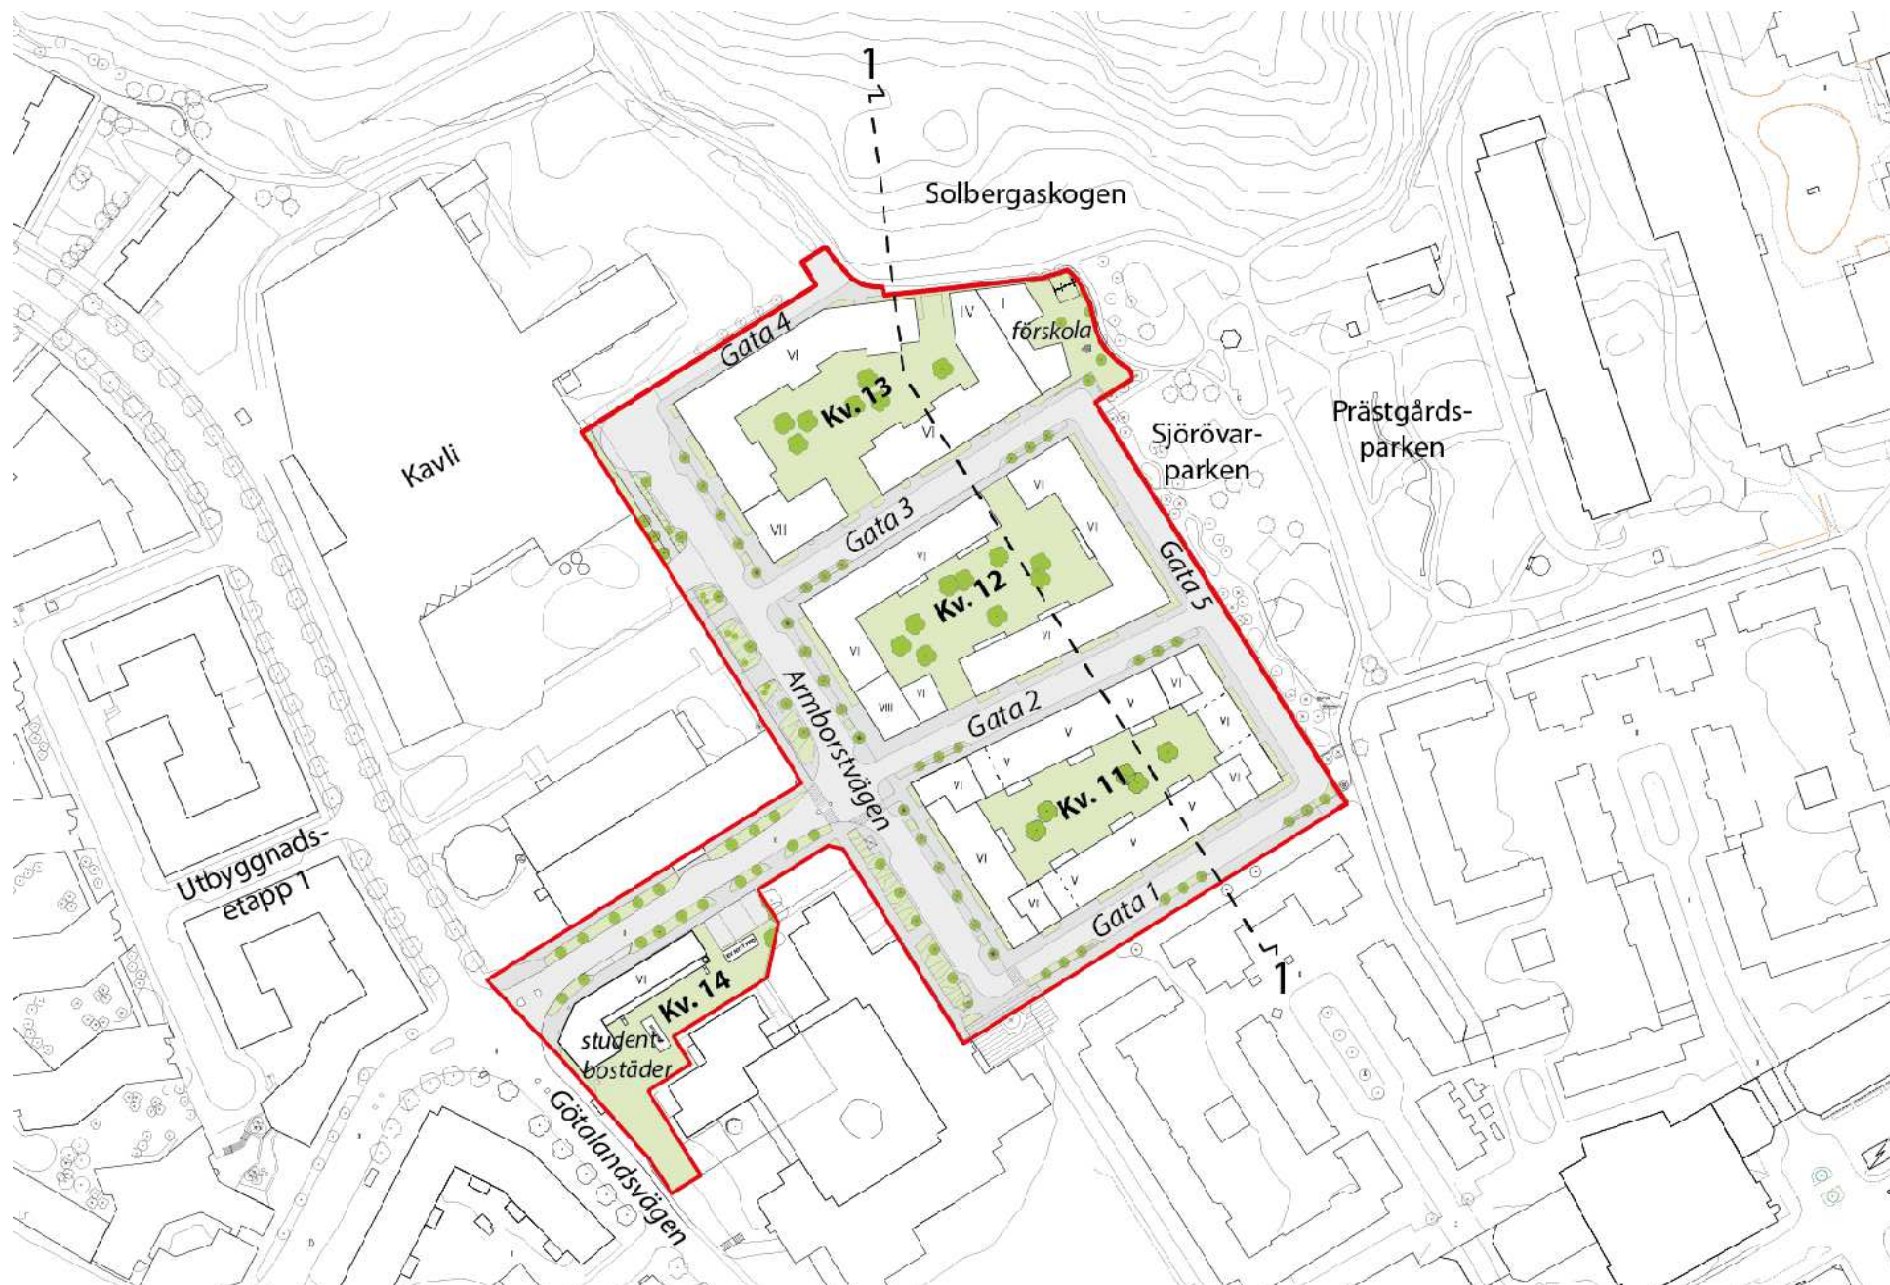 1
Solbergaskogen
Gata 4
VI
IV
I
förskola
Kv. 13
VI
VII
Kavli
Sjörövar-
parken
Prästgårds-
parken
Gata 3
VI
VI
VI
Gata 5
Kv. 12
VI
VI
VI
VIII
Armborstvägen
Gata 2
VI
V
V
V
VI
VI
VI
V
Kv. 11
V
V
VI
VI
Gata 1
1
Utbyggnads-
etapp 1
VI
Kv. 14
student-
bostäder
Götalandsvägen